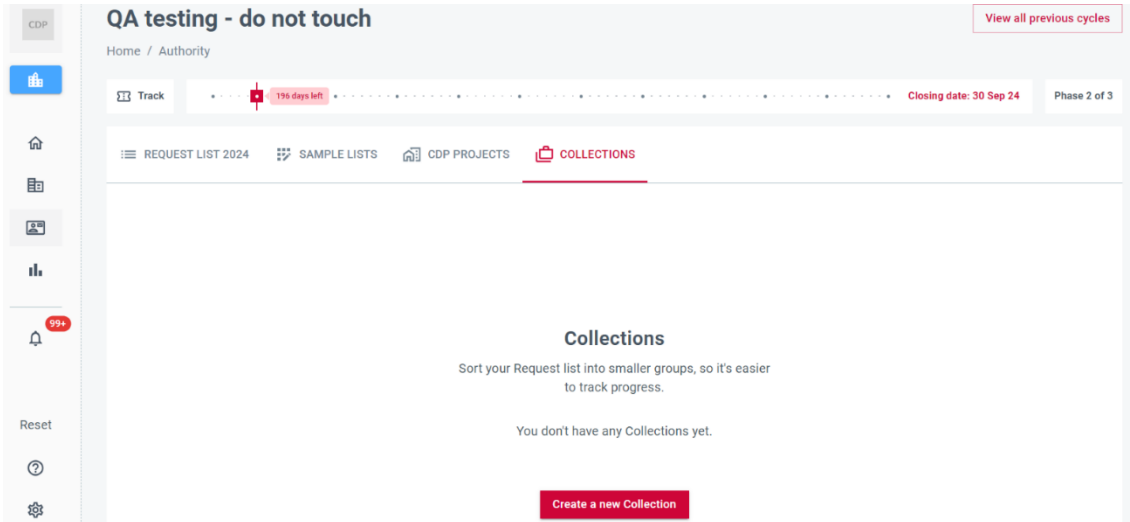 CDP
QA testing - do not touch
View all previous cycles
Home / Authority
Track
196 days left
Closing date: 30 Sep 24
Phase 2 of 3
REQUEST LIST 2024
SAMPLE LISTS
CDP PROJECTS
COLLECTIONS
99+
Collections
Sort your Request list into smaller groups, so it's easier
to track progress.
You don't have any Collections yet.
Reset
Create a new Collection